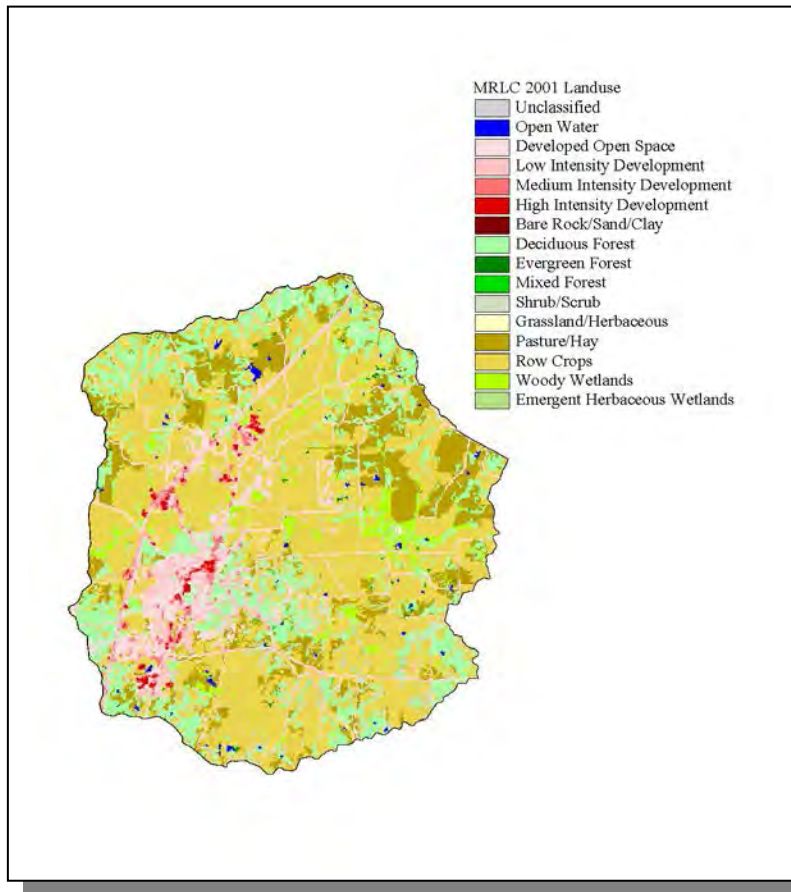 MRLC 2001 Landuse
Unclassified
Open Water
Developed Open Space
Low Intensity Development
Medium Intensity Development
High Intensity Development
Bare Rock/Sand/Clay
Deciduous Forest
Evergreen Forest
Mixed Forest
Shrub/Scrub
Grassland/Herbaceous
Pasture/Hay
Row Crops
Woody Wetlands
Emergent Herbaceous Wetlands